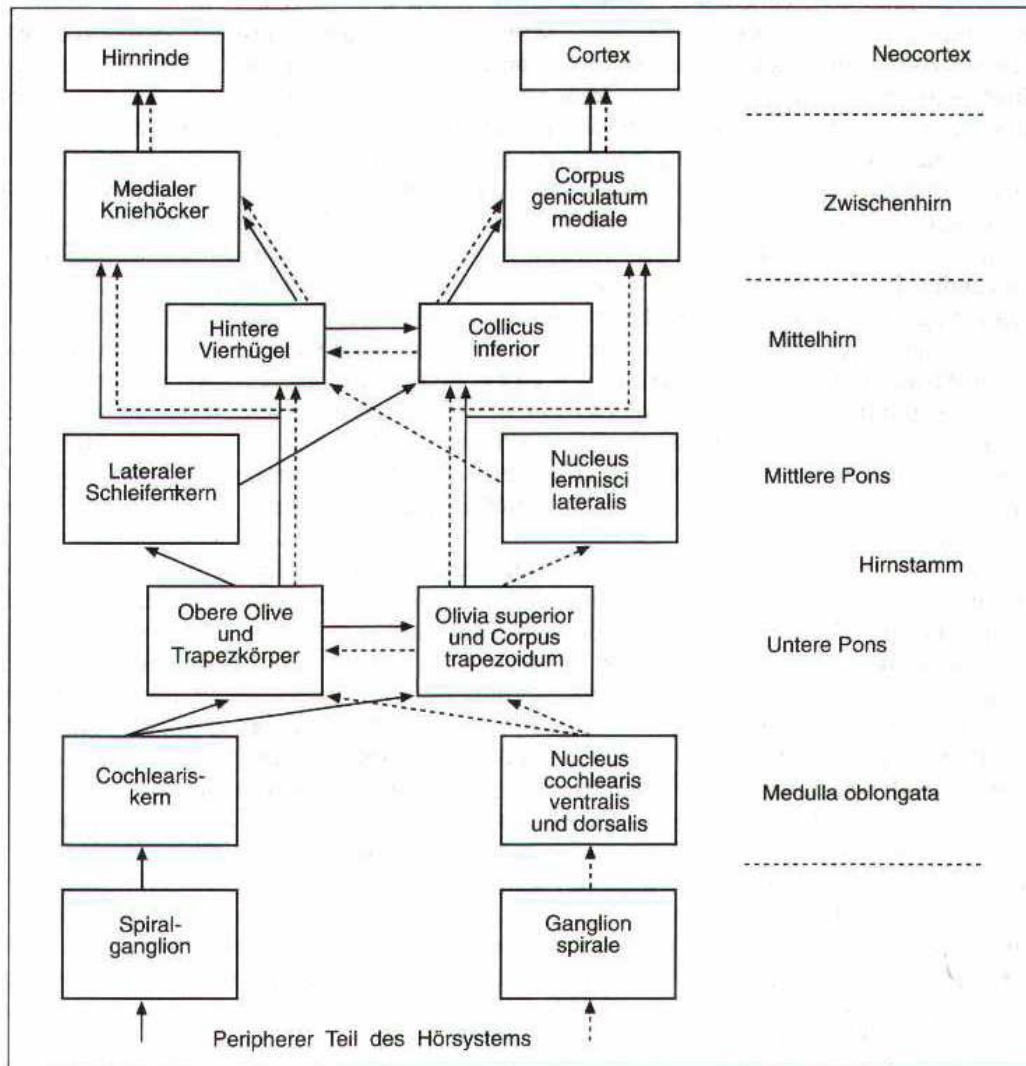 Hirnrinde
Cortex
Neocortex
Medialer
Kniehöcker
Corpus
geniculatum
mediale
Zwischenhirn
Hintere
Vierhügel
Collicus
inferior
Mittelhirn
Lateraler
Schleifenkern
Nucleus
lemnisci
lateralis
Mittlere Pons
Hirnstamm
Obere Olive
und
Trapezkörper
Olivia superior
und Corpus
trapezoidum
Untere Pons
Cochlearis-
kern
Nucleus
cochlearis
ventralis
und dorsalis
Medulla oblongata
Spiral-
ganglion
Ganglion
spirale
Peripherer Teil des Hörsystems